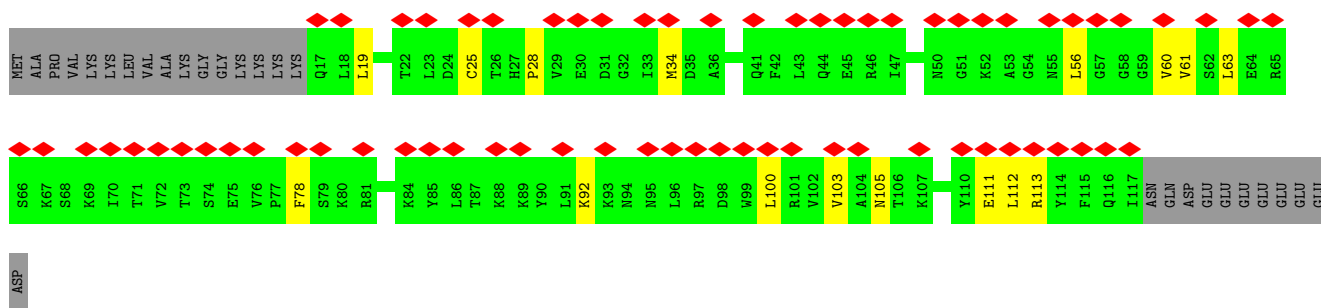 MET ALA PRO VAL LYS LYS LEU VAL ALA LYS GLY GLY LYS LYS LYS LYS Q17 L18 L19 T22 L23 D24 C25 T26 H27 P28 V29 E30 D31 G32 I33 M34 D35 A36 Q41 F42 L43 Q44 E45 R46 I47 N50 G51 K52 A53 G54 N55 L56 G57 G58 G59 V60 V61 S62 L63 E64 R65
S66 K67 S68 K69 I70 T71 V72 T73 S74 E75 V76 P77 F78 S79 K80 R81 K84 Y85 L86 T87 K88 K89 Y90 L91 K92 K93 N94 N95 L96 R97 D98 W99 L100 R101 V102 V103 A104 N105 T106 K107 Y110 E111 L112 R113 Y114 F115 Q116 I117 ASN GLN ASP GLU GLU GLU GLU GLU GLU GLU
ASP